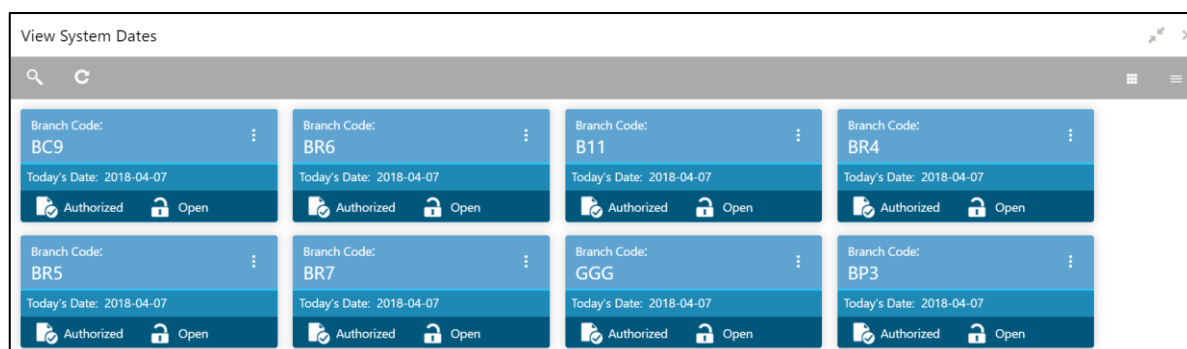 View System Dates
Branch Code:
BC9
Today's Date: 2018-04-07
Authorized Open
Branch Code:
BR6
Today's Date: 2018-04-07
Authorized Open
Branch Code:
B11
Today's Date: 2018-04-07
Authorized Open
Branch Code:
BR4
Today's Date: 2018-04-07
Authorized Open
Branch Code:
BR5
Today's Date: 2018-04-07
Authorized Open
Branch Code:
BR7
Today's Date: 2018-04-07
Authorized Open
Branch Code:
GGG
Today's Date: 2018-04-07
Authorized Open
Branch Code:
BP3
Today's Date: 2018-04-07
Authorized Open